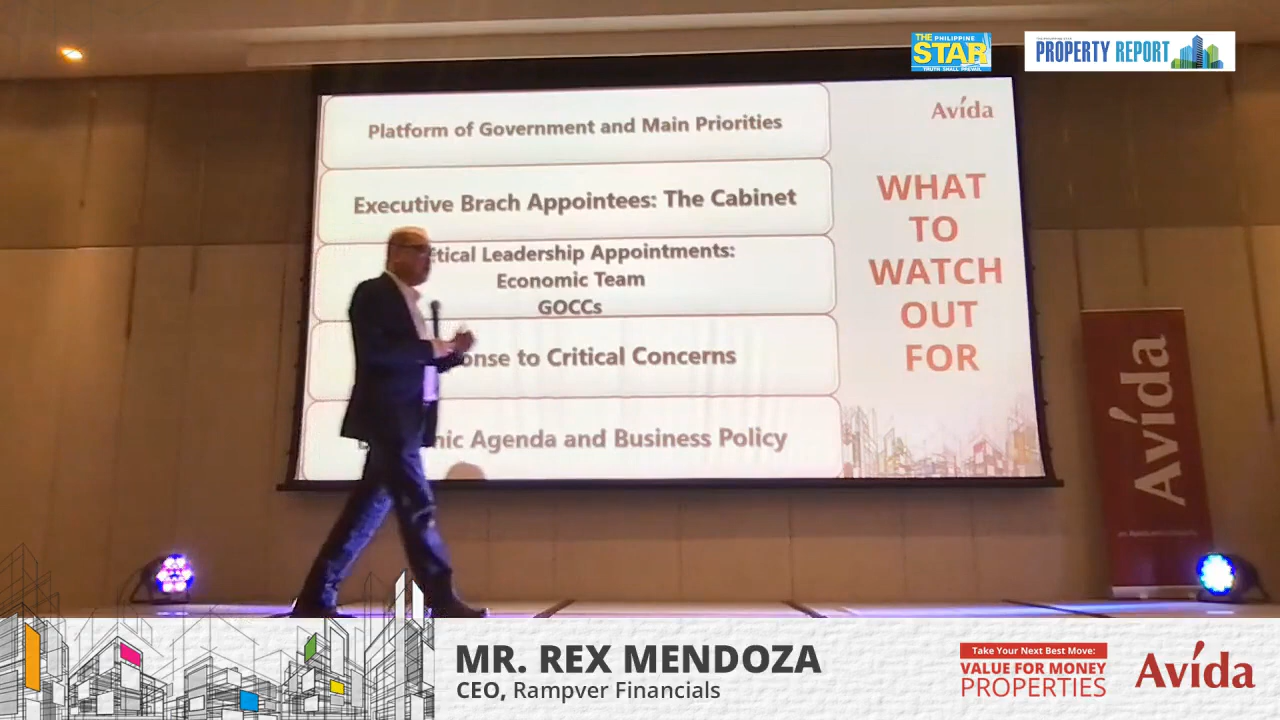 THE PHILIPPINE
STAR
TRUTH SHALL PREVAIL
PROPERTY REPORT
Avida
Platform of Government and Main Priorities
Executive Brach Appointees: The Cabinet
Leadership Appointments:
Economic Team
GOCCs
to Critical Concerns
Agenda and Business Policy
WHAT
TO
WATCH
OUT
FOR
Avida
MR. REX MENDOZA
CEO, Rampver Financials
Take Your Next Best Move:
VALUE FOR MONEY
PROPERTIES
Avida